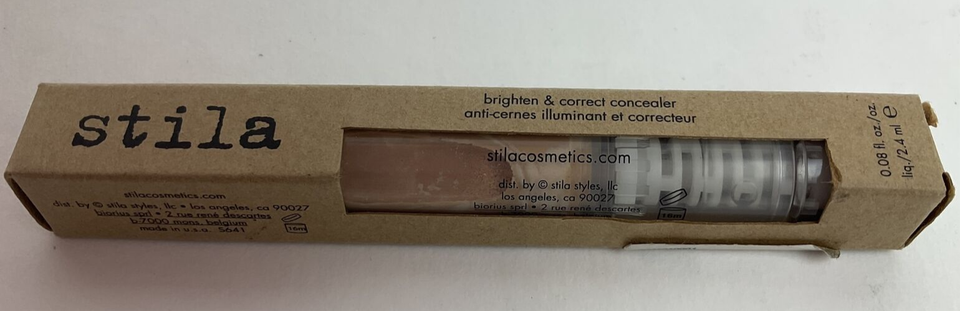 stila
brighten & correct concealer
anti-cernes illuminant et correcteur
stilacosmetics.com
dist. by © stila styles, llc
los angeles, ca 90027
biorius sprl • 2 rue rené descartes
18m
stilacosmetics.com
dist. by © stila styles, llc • los angeles, ca 90027
biorius sprl • 2 rue rené descartes
b-7000 mons, belgium
made in u.s.a. 5641
0.08 fl. oz./oz.
liq./2.4 ml e